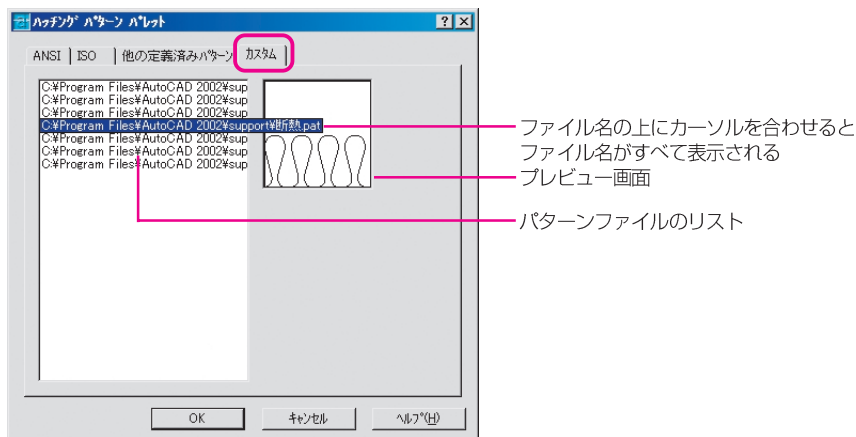 ﾊｯﾁﾝｸﾞ ﾊﾟﾀｰﾝ ﾊﾟﾚｯﾄ
ANSI
ISO
他の定義済みﾊﾟﾀｰﾝ
ｶｽﾀﾑ
C:¥Program Files¥AutoCAD 2002¥sup
C:¥Program Files¥AutoCAD 2002¥sup
C:¥Program Files¥AutoCAD 2002¥sup
C:¥Program Files¥AutoCAD 2002¥support¥断熱.pat
C:¥Program Files¥AutoCAD 2002¥sup
C:¥Program Files¥AutoCAD 2002¥sup
C:¥Program Files¥AutoCAD 2002¥sup
ファイル名の上にカーソルを合わせると
ファイル名がすべて表示される
プレビュー画面
パターンファイルのリスト
OK
ｷｬﾝｾﾙ
ﾍﾙﾌﾟ(H)